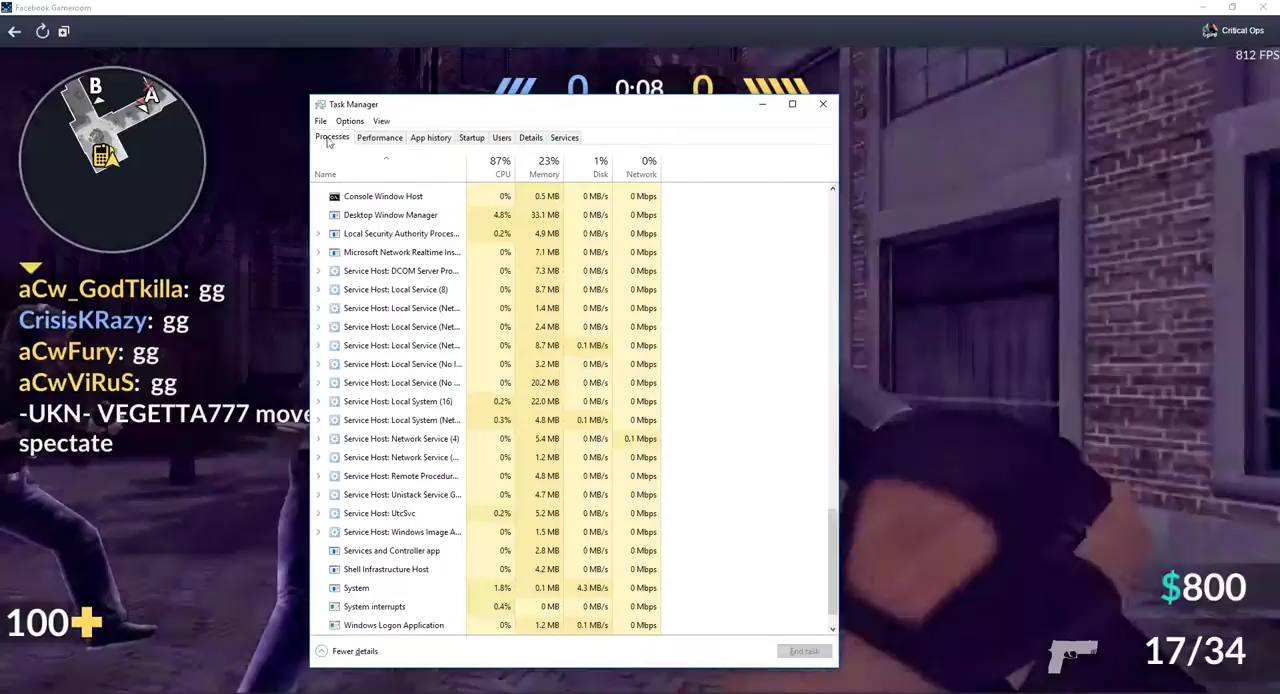 Facebook Gameroom
Critical Ops
812 FPS
B
A
0 0:08 0
aCw_GodTkilla: gg
CrisisKRazy: gg
aCwFury: gg
aCwViRuS: gg
-UKN- VEGETTA777 move
spectate
100
$800
17/34
Task Manager
File Options View
Processes Performance App history Startup Users Details Services
87% 23% 1% 0%
Name CPU Memory Disk Network
Console Window Host 0% 0.5 MB 0 MB/s 0 Mbps
Desktop Window Manager 4.8% 33.1 MB 0 MB/s 0 Mbps
Local Security Authority Proces... 0.2% 4.9 MB 0 MB/s 0 Mbps
Microsoft Network Realtime Ins... 0% 7.1 MB 0 MB/s 0 Mbps
Service Host: DCOM Server Pro... 0% 7.3 MB 0 MB/s 0 Mbps
Service Host: Local Service (8) 0% 8.7 MB 0 MB/s 0 Mbps
Service Host: Local Service (Net... 0% 1.4 MB 0 MB/s 0 Mbps
Service Host: Local Service (Net... 0% 2.4 MB 0 MB/s 0 Mbps
Service Host: Local Service (Net... 0% 8.7 MB 0.1 MB/s 0 Mbps
Service Host: Local Service (No I... 0% 3.2 MB 0 MB/s 0 Mbps
Service Host: Local Service (No ... 0% 20.2 MB 0 MB/s 0 Mbps
Service Host: Local System (16) 0.2% 22.0 MB 0 MB/s 0 Mbps
Service Host: Local System (Net... 0.3% 4.8 MB 0.1 MB/s 0 Mbps
Service Host: Network Service (4) 0% 5.4 MB 0 MB/s 0.1 Mbps
Service Host: Network Service (... 0% 1.2 MB 0 MB/s 0 Mbps
Service Host: Remote Procedur... 0% 4.8 MB 0 MB/s 0 Mbps
Service Host: Unistack Service G... 0% 4.7 MB 0 MB/s 0 Mbps
Service Host: UtcSvc 0.2% 5.2 MB 0 MB/s 0 Mbps
Service Host: Windows Image A... 0% 1.5 MB 0 MB/s 0 Mbps
Services and Controller app 0% 2.8 MB 0 MB/s 0 Mbps
Shell Infrastructure Host 0% 4.2 MB 0 MB/s 0 Mbps
System 1.8% 0.1 MB 4.3 MB/s 0 Mbps
System interrupts 0.4% 0 MB 0 MB/s 0 Mbps
Windows Logon Application 0% 1.2 MB 0.1 MB/s 0 Mbps
Fewer details
End task